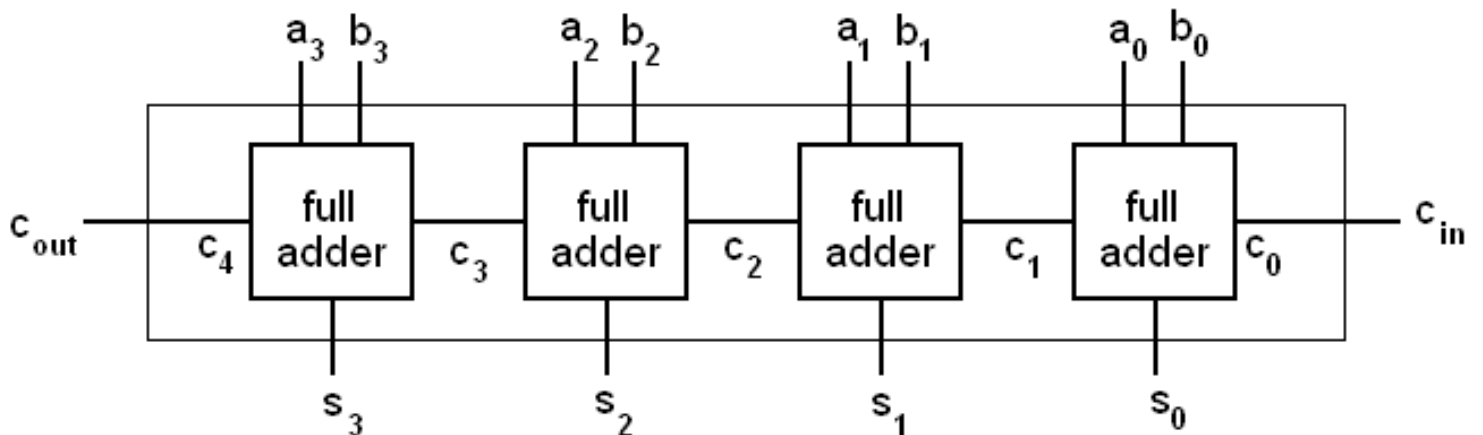 a3 b3 a2 b2 a1 b1 a0 b0
full full full full
cout adder adder adder adder cin
c4 c3 c2 c1 c0
s3 s2 s1 s0